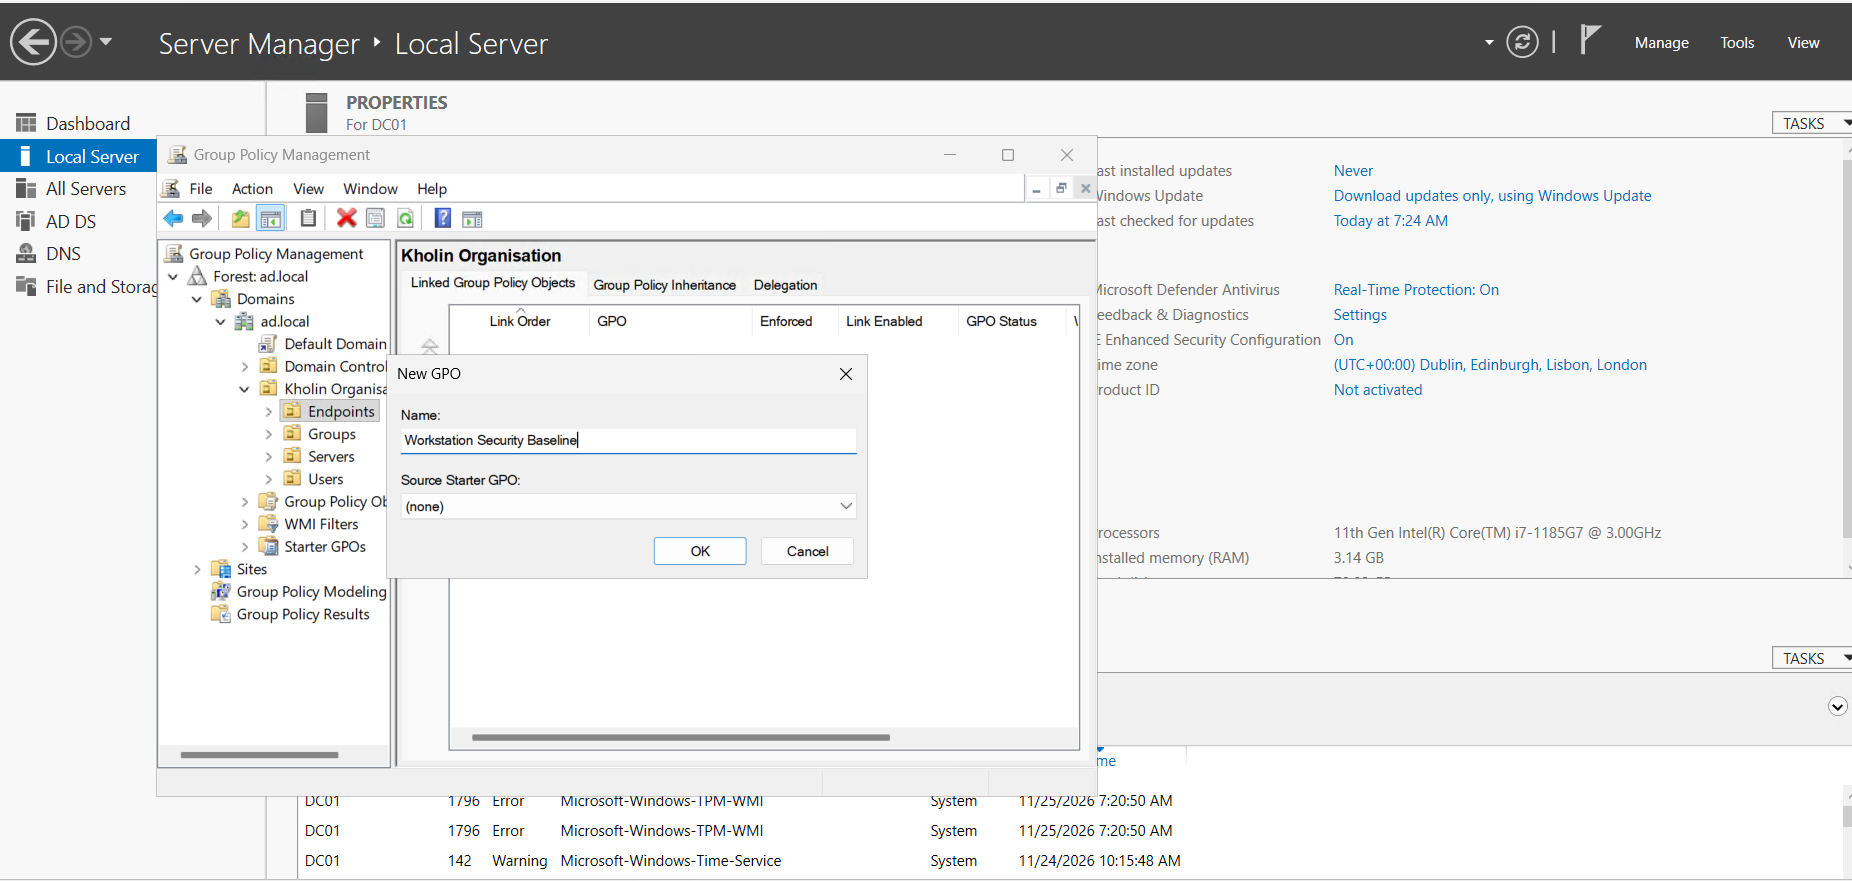 Server Manager ‣ Local Server
Manage
Tools
View
Dashboard
Local Server
All Servers
AD DS
DNS
File and Storag
PROPERTIES
For DC01
TASKS
Group Policy Management
File Action View Window Help
Group Policy Management
Forest: ad.local
Domains
ad.local
Default Domain
Domain Control
Kholin Organisa
Endpoints
Groups
Servers
Users
Group Policy Ob
WMI Filters
Starter GPOs
Sites
Group Policy Modeling
Group Policy Results
Kholin Organisation
Linked Group Policy Objects
Group Policy Inheritance
Delegation
Link Order
GPO
Enforced
Link Enabled
GPO Status
New GPO
Name:
Workstation Security Baseline
Source Starter GPO:
(none)
OK
Cancel
ast installed updates Never
Windows Update Download updates only, using Windows Update
ast checked for updates Today at 7:24 AM
Microsoft Defender Antivirus Real-Time Protection: On
eedback & Diagnostics Settings
E Enhanced Security Configuration On
ime zone (UTC+00:00) Dublin, Edinburgh, Lisbon, London
roduct ID Not activated
rocessors 11th Gen Intel(R) Core(TM) i7-1185G7 @ 3.00GHz
nstalled memory (RAM) 3.14 GB
TASKS
me
DC01 1796 Error Microsoft-Windows-TPM-WMI System 11/25/2026 7:20:50 AM
DC01 1796 Error Microsoft-Windows-TPM-WMI System 11/25/2026 7:20:50 AM
DC01 142 Warning Microsoft-Windows-Time-Service System 11/24/2026 10:15:48 AM